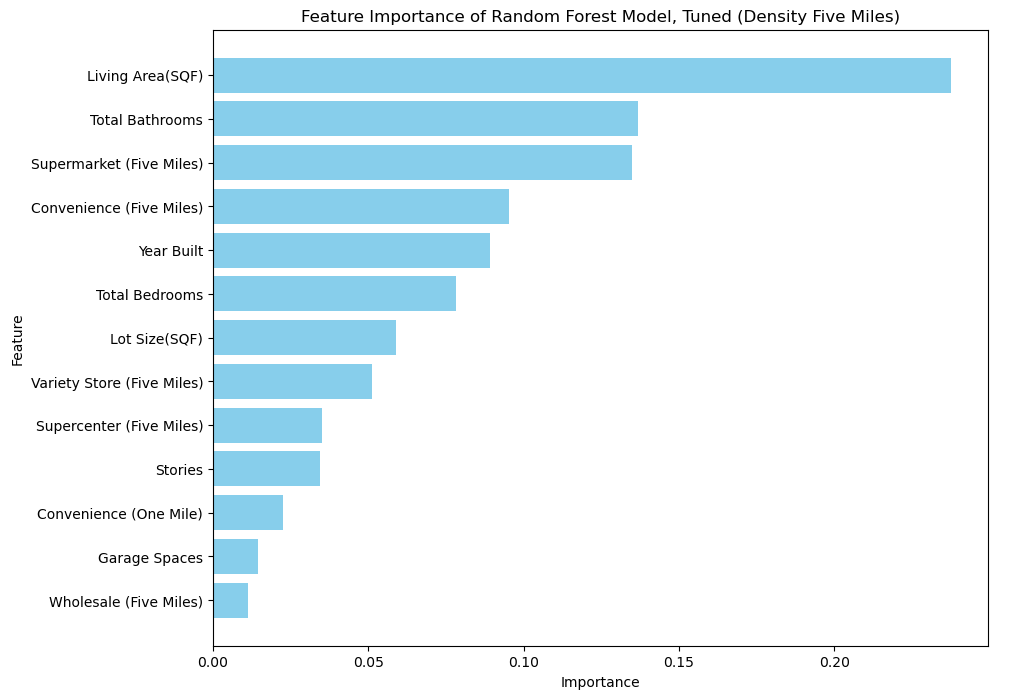 Feature Importance of Random Forest Model, Tuned (Density Five Miles)
Living Area(SQF)
Total Bathrooms
Supermarket (Five Miles)
Convenience (Five Miles)
Year Built
Total Bedrooms
Lot Size(SQF)
Variety Store (Five Miles)
Supercenter (Five Miles)
Stories
Convenience (One Mile)
Garage Spaces
Wholesale (Five Miles)
Feature
0.00 0.05 0.10 0.15 0.20
Importance